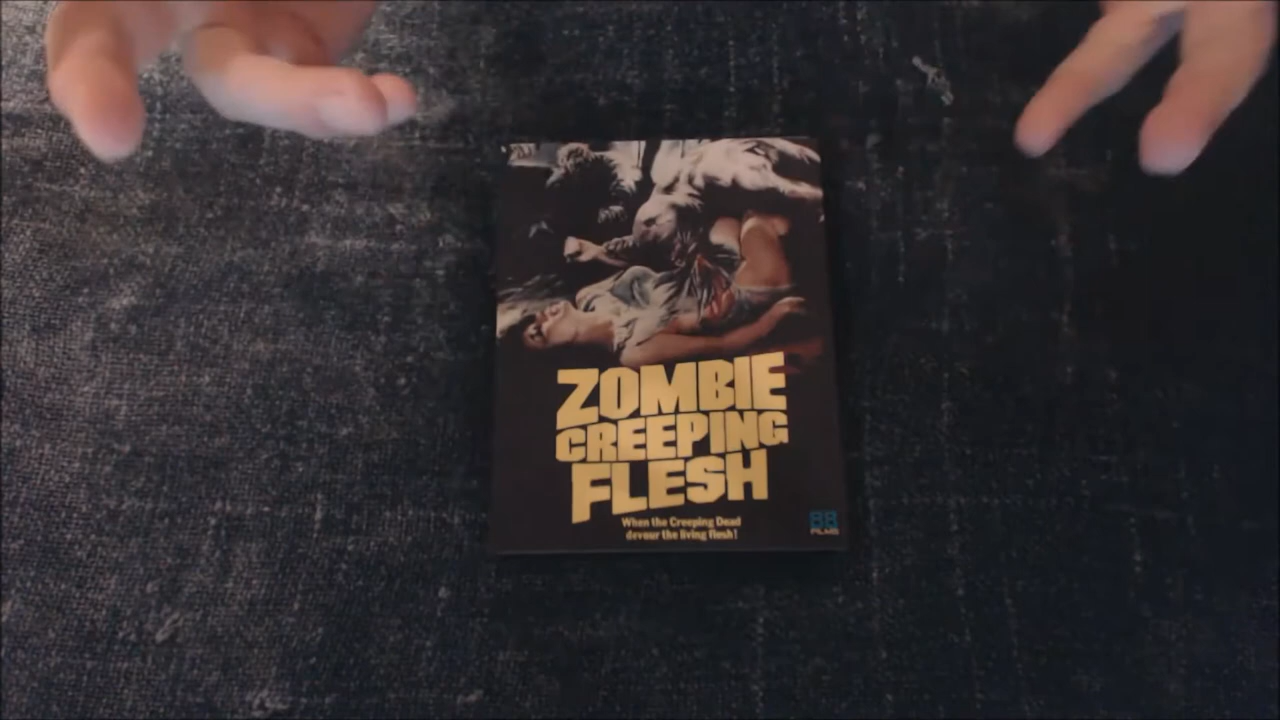 ZOMBIE
CREEPING
FLESH
When the Creeping Dead
devour the living flesh!
88
FILMS